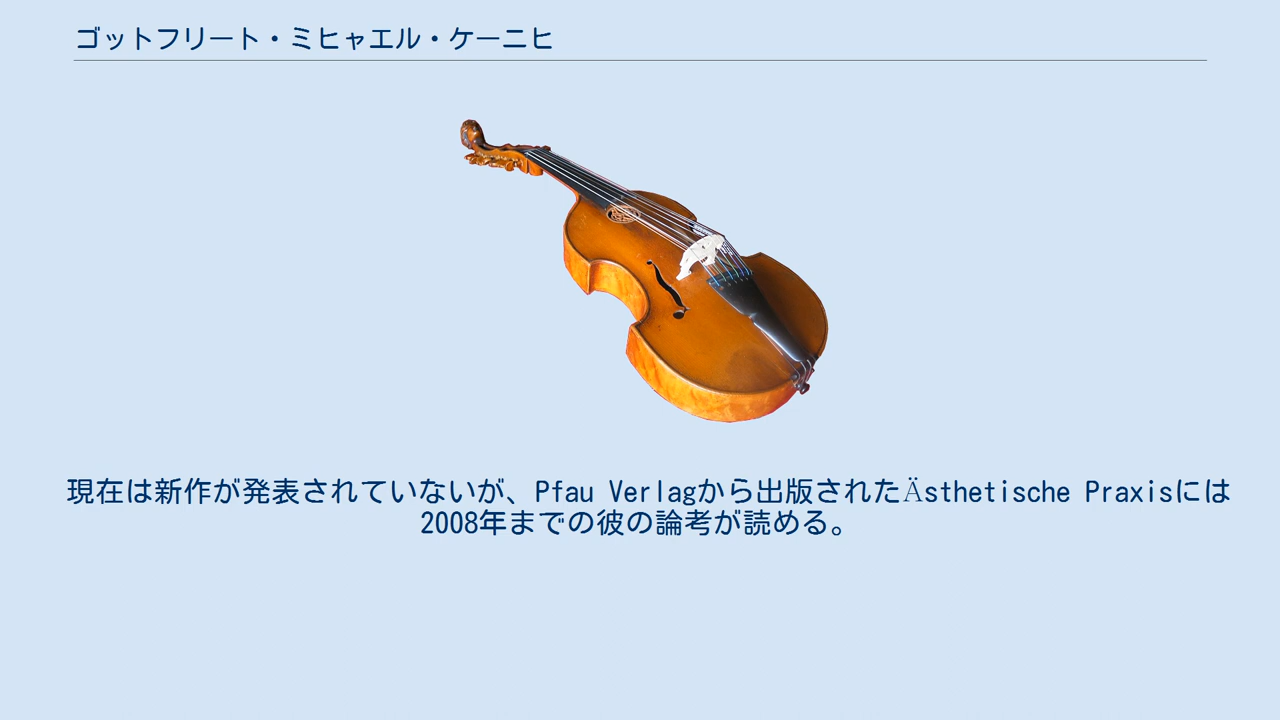 ゴットフリート・ミヒャエル・ケーニヒ
現在は新作が発表されていないが、Pfau Verlagから出版されたÄsthetische Praxisには
2008年までの彼の論考が読める。